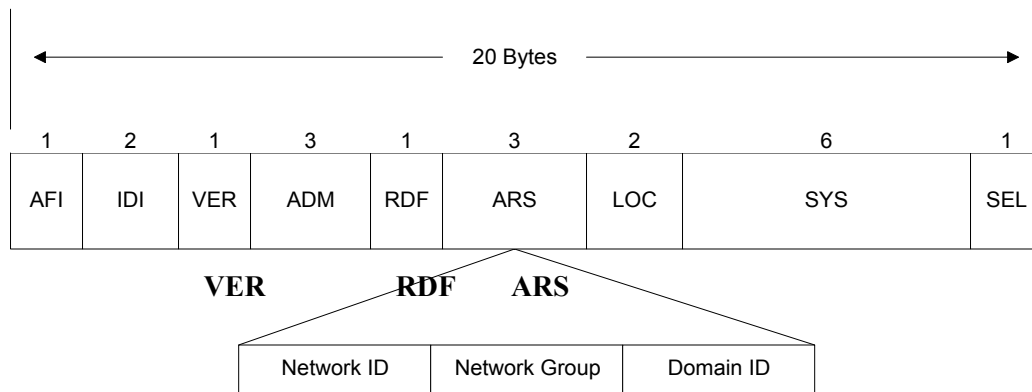 20 Bytes
1 2 1 3 1 3 2 6 1
AFI IDI VER ADM RDF ARS LOC SYS SEL
VER RDF ARS
Network ID Network Group Domain ID